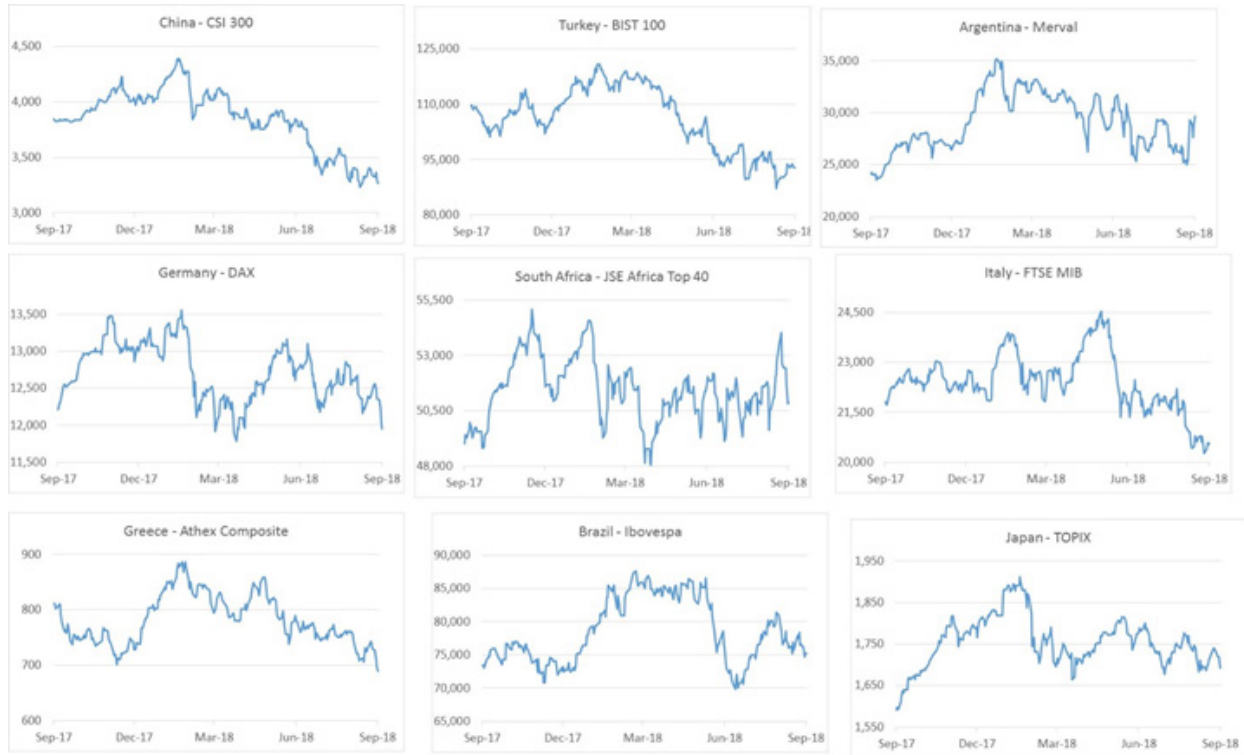 China - CSI 300
4,500
4,000
3,500
3,000
Sep-17 Dec-17 Mar-18 Jun-18 Sep-18
Turkey - BIST 100
125,000
110,000
95,000
80,000
Sep-17 Dec-17 Mar-18 Jun-18 Sep-18
Argentina - Merval
35,000
30,000
25,000
20,000
Sep-17 Dec-17 Mar-18 Jun-18 Sep-18
Germany - DAX
13,500
13,000
12,500
12,000
11,500
Sep-17 Dec-17 Mar-18 Jun-18 Sep-18
South Africa - JSE Africa Top 40
55,500
53,000
50,500
48,000
Sep-17 Dec-17 Mar-18 Jun-18 Sep-18
Italy - FTSE MIB
24,500
23,000
21,500
20,000
Sep-17 Dec-17 Mar-18 Jun-18 Sep-18
Greece - Athex Composite
900
800
700
600
Sep-17 Dec-17 Mar-18 Jun-18 Sep-18
Brazil - Ibovespa
90,000
85,000
80,000
75,000
70,000
65,000
Sep-17 Dec-17 Mar-18 Jun-18 Sep-18
Japan - TOPIX
1,950
1,850
1,750
1,650
1,550
Sep-17 Dec-17 Mar-18 Jun-18 Sep-18